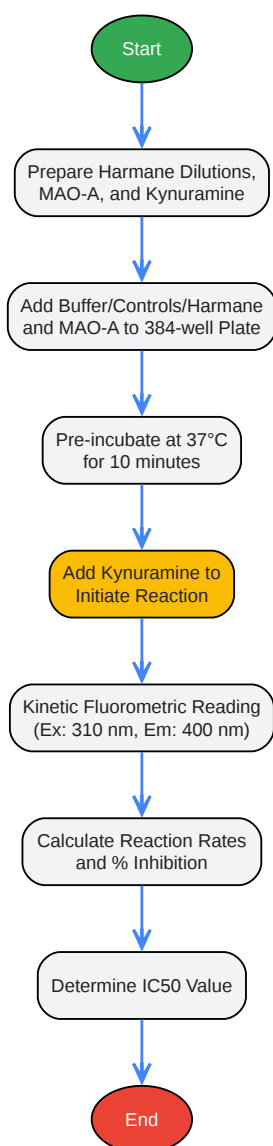 Start
Prepare Harmane Dilutions,
MAO-A, and Kynuramine
Add Buffer/Controls/Harmane
and MAO-A to 384-well Plate
Pre-incubate at 37°C
for 10 minutes
Add Kynuramine to
Initiate Reaction
Kinetic Fluorometric Reading
(Ex: 310 nm, Em: 400 nm)
Calculate Reaction Rates
and % Inhibition
Determine IC50 Value
End